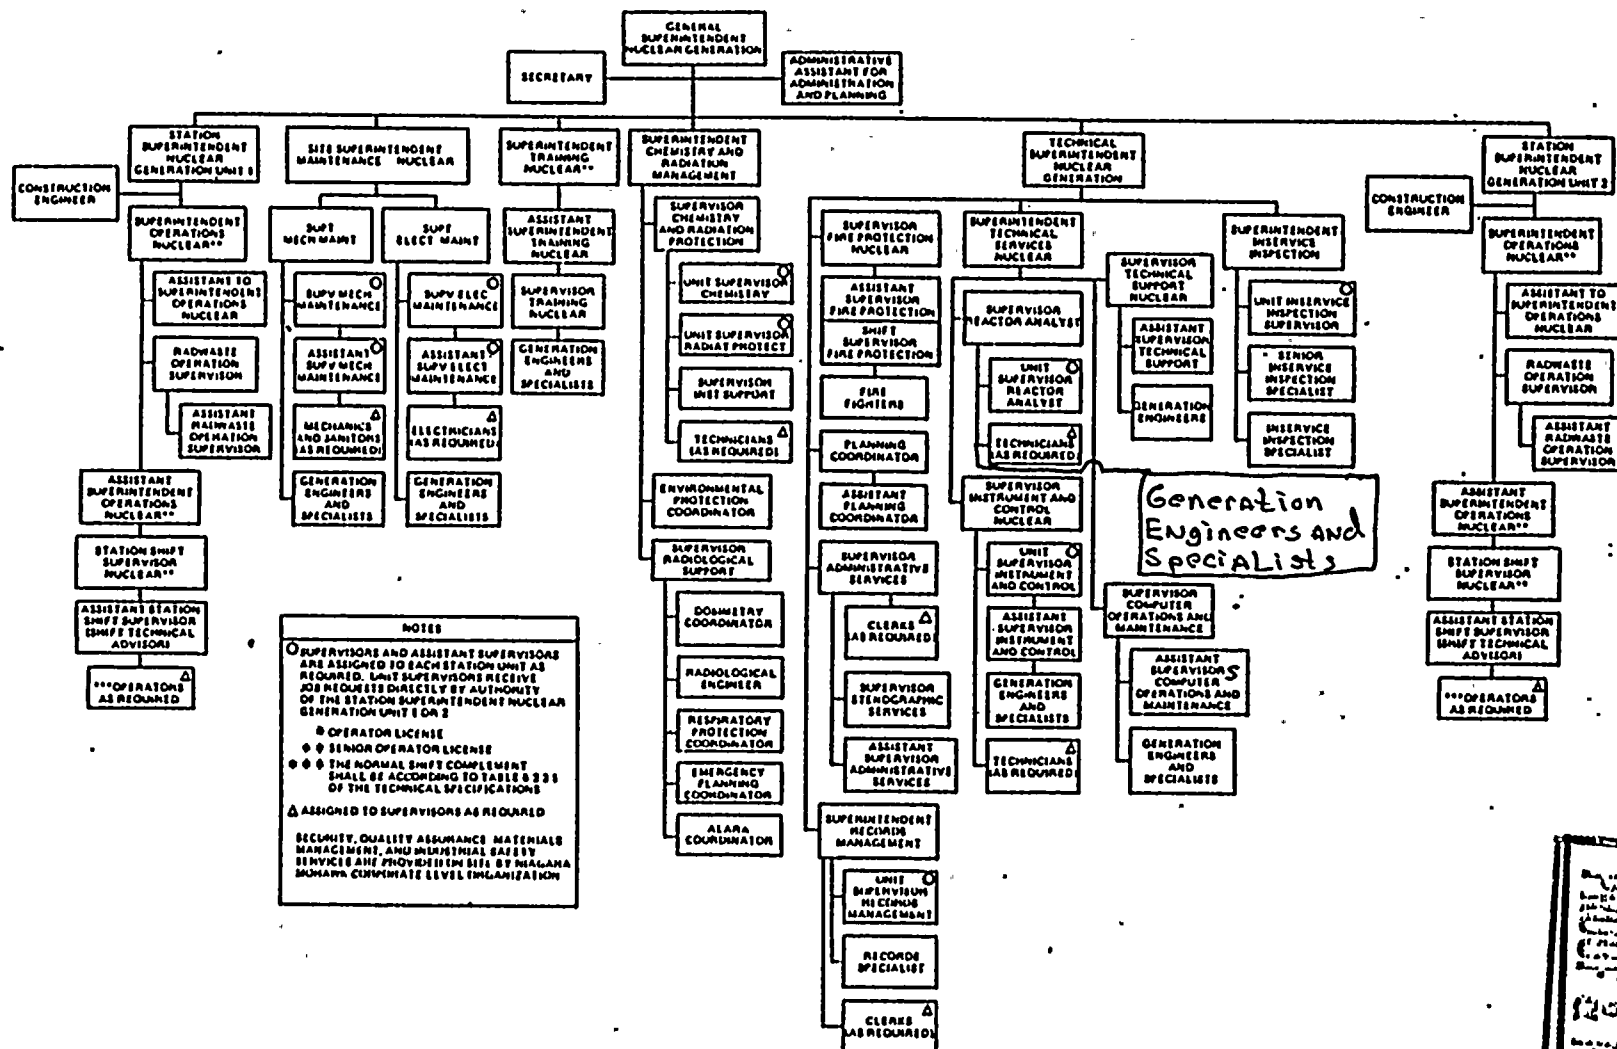 GENERAL
SUPERINTENDENT
NUCLEAR GENERATION
SECRETARY
ADMINISTRATIVE
ASSISTANT FOR
ADMINISTRATION
AND PLANNING
STATION
SUPERINTENDENT
NUCLEAR
GENERATION UNIT 1
CONSTRUCTION
ENGINEER
SUPERINTENDENT
OPERATIONS
NUCLEAR**
ASSISTANT TO
SUPERINTENDENT
OPERATIONS
NUCLEAR
RADWASTE
OPERATION
SUPERVISOR
ASSISTANT
RADWASTE
OPERATION
SUPERVISOR
ASSISTANT
SUPERINTENDENT
OPERATIONS
NUCLEAR**
STATION SHIFT
SUPERVISOR
NUCLEAR**
ASSISTANT STATION
SHIFT SUPERVISOR
(SHIFT TECHNICAL
ADVISOR)
***OPERATORS
AS REQUIRED
SITE SUPERINTENDENT
MAINTENANCE NUCLEAR
SUPT
MECH MAINT
SUPV MECH
MAINTENANCE
ASSISTANT
SUPV MECH
MAINTENANCE
MECHANICS
AND JANITORS
(AS REQUIRED)
GENERATION
ENGINEERS
AND
SPECIALISTS
SUPT
ELECT MAINT
SUPV ELEC
MAINTENANCE
ASSISTANT
SUPV ELECT
MAINTENANCE
ELECTRICIANS
(AS REQUIRED)
GENERATION
ENGINEERS
AND
SPECIALISTS
SUPERINTENDENT
TRAINING
NUCLEAR**
ASSISTANT
SUPERINTENDENT
TRAINING
NUCLEAR
SUPERVISOR
TRAINING
NUCLEAR
GENERATION
ENGINEERS
AND
SPECIALISTS
SUPERINTENDENT
CHEMISTRY AND
RADIATION
MANAGEMENT
SUPERVISOR
CHEMISTRY
AND RADIATION
PROTECTION
UNIT SUPERVISOR
CHEMISTRY
UNIT SUPERVISOR
RADIAT PROTECT
SUPERVISOR
INST SUPPORT
TECHNICIANS
(AS REQUIRED)
ENVIRONMENTAL
PROTECTION
COORDINATOR
SUPERVISOR
RADIOLOGICAL
SUPPORT
DOSIMETRY
COORDINATOR
RADIOLOGICAL
ENGINEER
RESPIRATORY
PROTECTION
COORDINATOR
EMERGENCY
PLANNING
COORDINATOR
ALARA
COORDINATOR
TECHNICAL
SUPERINTENDENT
NUCLEAR
GENERATION
SUPERVISOR
FIRE PROTECTION
NUCLEAR
ASSISTANT
SUPERVISOR
FIRE PROTECTION
SHIFT
SUPERVISOR
FIRE PROTECTION
FIRE
FIGHTERS
PLANNING
COORDINATOR
ASSISTANT
PLANNING
COORDINATOR
SUPERVISOR
ADMINISTRATIVE
SERVICES
CLERKS
(AS REQUIRED)
SUPERVISOR
STENOGRAPHIC
SERVICES
ASSISTANT
SUPERVISOR
ADMINISTRATIVE
SERVICES
SUPERINTENDENT
RECORDS
MANAGEMENT
UNIT
SUPERVISOR
RECORDS
MANAGEMENT
RECORDS
SPECIALIST
CLERKS
(AS REQUIRED)
SUPERINTENDENT
TECHNICAL
SERVICES
NUCLEAR
SUPERVISOR
REACTOR ANALYST
UNIT
SUPERVISOR
REACTOR
ANALYST
TECHNICIANS
(AS REQUIRED)
Generation
Engineers And
Specialists
SUPERVISOR
INSTRUMENT AND
CONTROL
NUCLEAR
UNIT
SUPERVISOR
INSTRUMENT
AND CONTROL
ASSISTANT
SUPERVISOR
INSTRUMENT
AND CONTROL
GENERATION
ENGINEERS
AND
SPECIALISTS
TECHNICIANS
(AS REQUIRED)
SUPERVISOR
TECHNICAL
SUPPORT
NUCLEAR
ASSISTANT
SUPERVISOR
TECHNICAL
SUPPORT
GENERATION
ENGINEERS
SUPERVISOR
COMPUTER
OPERATIONS AND
MAINTENANCE
ASSISTANT
SUPERVISORS
COMPUTER
OPERATIONS AND
MAINTENANCE
GENERATION
ENGINEERS
AND
SPECIALISTS
SUPERINTENDENT
INSERVICE
INSPECTION
UNIT INSERVICE
INSPECTION
SUPERVISOR
SENIOR
INSERVICE
INSPECTION
SPECIALIST
INSERVICE
INSPECTION
SPECIALIST
STATION
SUPERINTENDENT
NUCLEAR
GENERATION UNIT 2
CONSTRUCTION
ENGINEER
SUPERINTENDENT
OPERATIONS
NUCLEAR**
ASSISTANT TO
SUPERINTENDENT
OPERATIONS
NUCLEAR
RADWASTE
OPERATION
SUPERVISOR
ASSISTANT
RADWASTE
OPERATION
SUPERVISOR
ASSISTANT
SUPERINTENDENT
OPERATIONS
NUCLEAR**
STATION SHIFT
SUPERVISOR
NUCLEAR**
ASSISTANT STATION
SHIFT SUPERVISOR
(SHIFT TECHNICAL
ADVISOR)
***OPERATORS
AS REQUIRED
NOTES
SUPERVISORS AND ASSISTANT SUPERVISORS
ARE ASSIGNED TO EACH STATION UNIT AS
REQUIRED. UNIT SUPERVISORS RECEIVE
JOB REQUESTS DIRECTLY BY AUTHORITY
OF THE STATION SUPERINTENDENT NUCLEAR
GENERATION UNIT 1 OR 2
* OPERATOR LICENSE
* * SENIOR OPERATOR LICENSE
* * * THE NORMAL SHIFT COMPLEMENT
SHALL BE ACCORDING TO TABLE
OF THE TECHNICAL SPECIFICATIONS
△ ASSIGNED TO SUPERVISORS AS REQUIRED
SECURITY, QUALITY ASSURANCE MATERIALS
MANAGEMENT, AND INDUSTRIAL SAFETY
SERVICES ARE PROVIDED BY NIAGARA
MOHAWK CORPORATE LEVEL ORGANIZATION